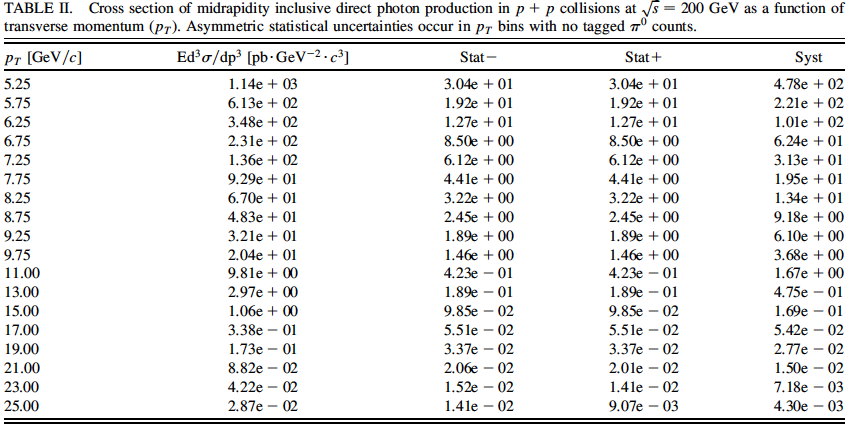 TABLE II. Cross section of midrapidity inclusive direct photon production in p + p collisions at √s = 200 GeV as a function of
transverse momentum (pT). Asymmetric statistical uncertainties occur in pT bins with no tagged π⁰ counts.
pT [GeV/c] Ed³σ/dp³ [pb·GeV⁻²·c³] Stat− Stat+ Syst
5.25 1.14e + 03 3.04e + 01 3.04e + 01 4.78e + 02
5.75 6.13e + 02 1.92e + 01 1.92e + 01 2.21e + 02
6.25 3.48e + 02 1.27e + 01 1.27e + 01 1.01e + 02
6.75 2.31e + 02 8.50e + 00 8.50e + 00 6.24e + 01
7.25 1.36e + 02 6.12e + 00 6.12e + 00 3.13e + 01
7.75 9.29e + 01 4.41e + 00 4.41e + 00 1.95e + 01
8.25 6.70e + 01 3.22e + 00 3.22e + 00 1.34e + 01
8.75 4.83e + 01 2.45e + 00 2.45e + 00 9.18e + 00
9.25 3.21e + 01 1.89e + 00 1.89e + 00 6.10e + 00
9.75 2.04e + 01 1.46e + 00 1.46e + 00 3.68e + 00
11.00 9.81e + 00 4.23e − 01 4.23e − 01 1.67e + 00
13.00 2.97e + 00 1.89e − 01 1.89e − 01 4.75e − 01
15.00 1.06e + 00 9.85e − 02 9.85e − 02 1.69e − 01
17.00 3.38e − 01 5.51e − 02 5.51e − 02 5.42e − 02
19.00 1.73e − 01 3.37e − 02 3.37e − 02 2.77e − 02
21.00 8.82e − 02 2.06e − 02 2.01e − 02 1.50e − 02
23.00 4.22e − 02 1.52e − 02 1.41e − 02 7.18e − 03
25.00 2.87e − 02 1.41e − 02 9.07e − 03 4.30e − 03